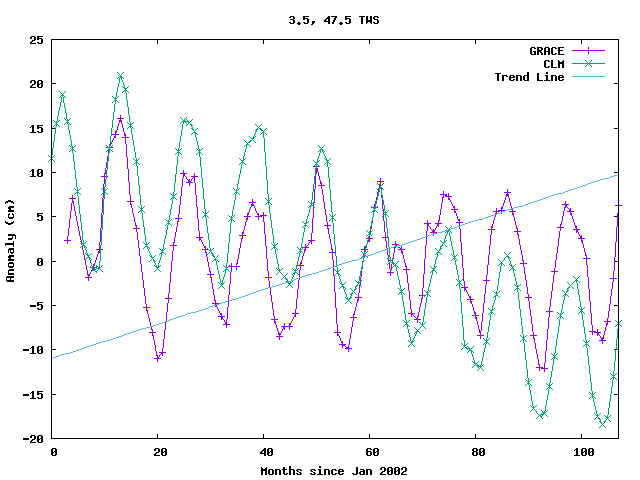 3.5, 47.5 TWS
GRACE
CLM
Trend Line
25
20
15
10
5
0
-5
-10
-15
-20
Anomaly (cm)
0 20 40 60 80 100
Months since Jan 2002